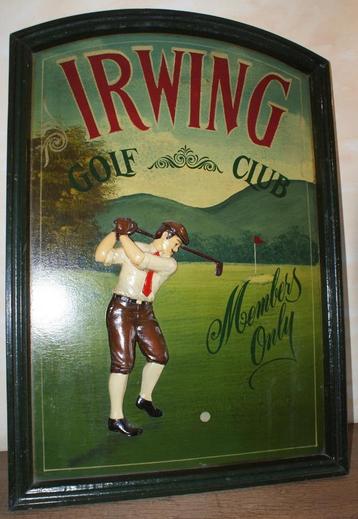 IRWING
GOLF CLUB
Members
Only